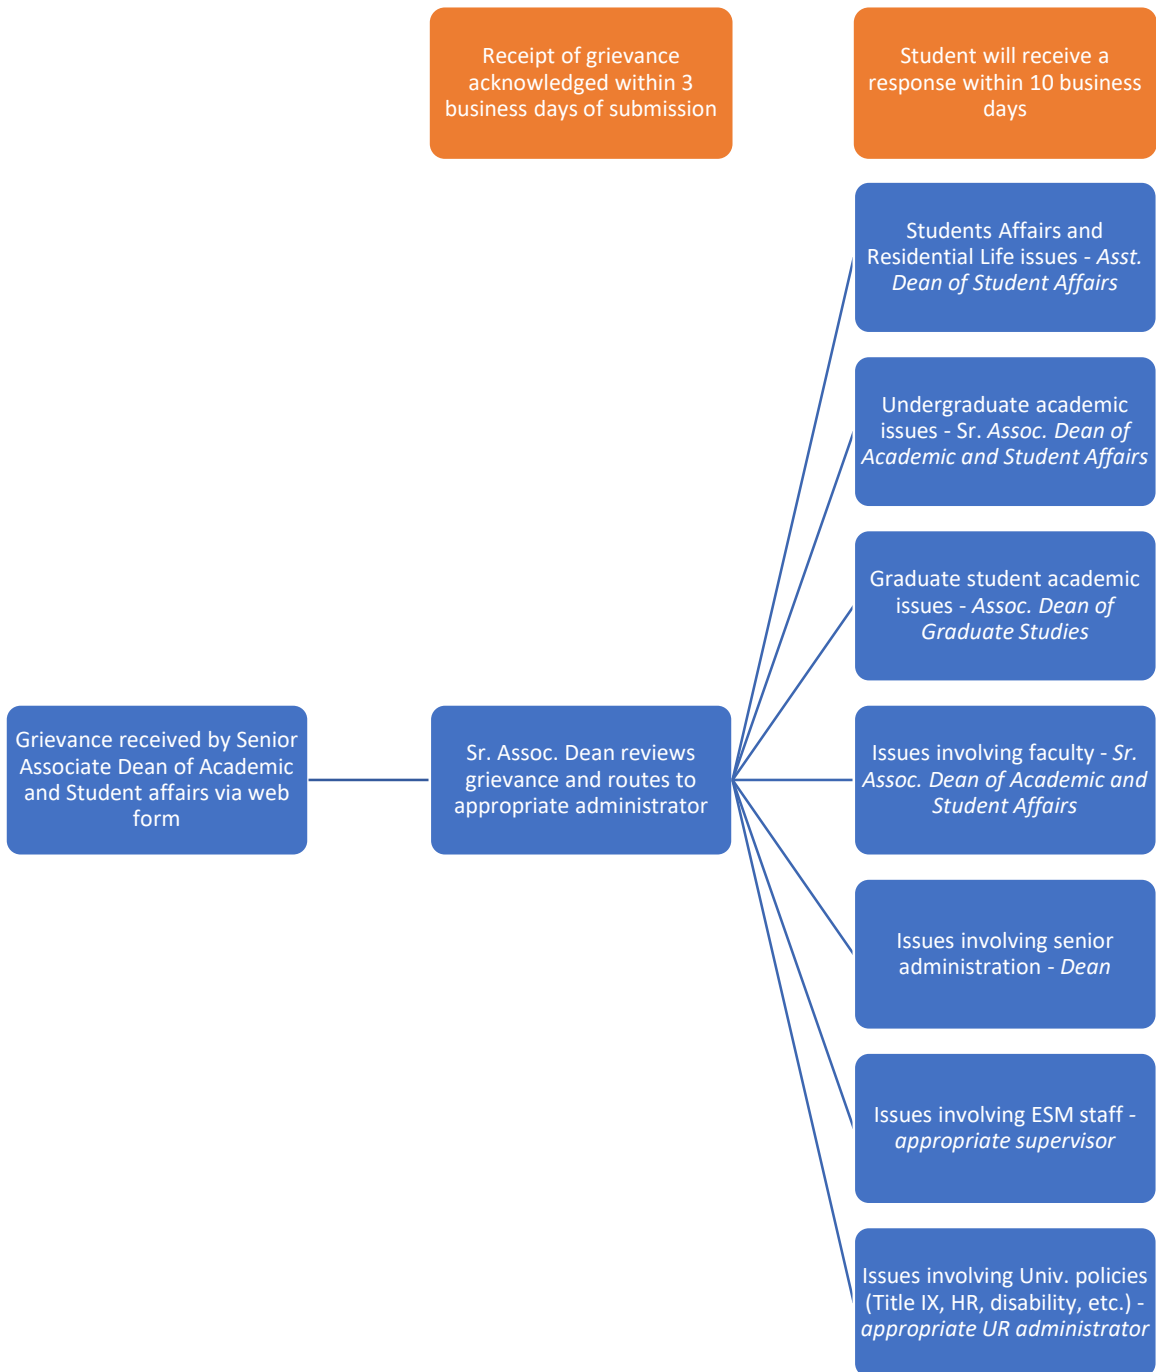 Receipt of grievance
acknowledged within 3
business days of submission
Student will receive a
response within 10 business
days
Students Affairs and
Residential Life issues - Asst.
Dean of Student Affairs
Undergraduate academic
issues - Sr. Assoc. Dean of
Academic and Student Affairs
Graduate student academic
issues - Assoc. Dean of
Graduate Studies
Grievance received by Senior
Associate Dean of Academic
and Student affairs via web
form
Sr. Assoc. Dean reviews
grievance and routes to
appropriate administrator
Issues involving faculty - Sr.
Assoc. Dean of Academic and
Student Affairs
Issues involving senior
administration - Dean
Issues involving ESM staff -
appropriate supervisor
Issues involving Univ. policies
(Title IX, HR, disability, etc.) -
appropriate UR administrator